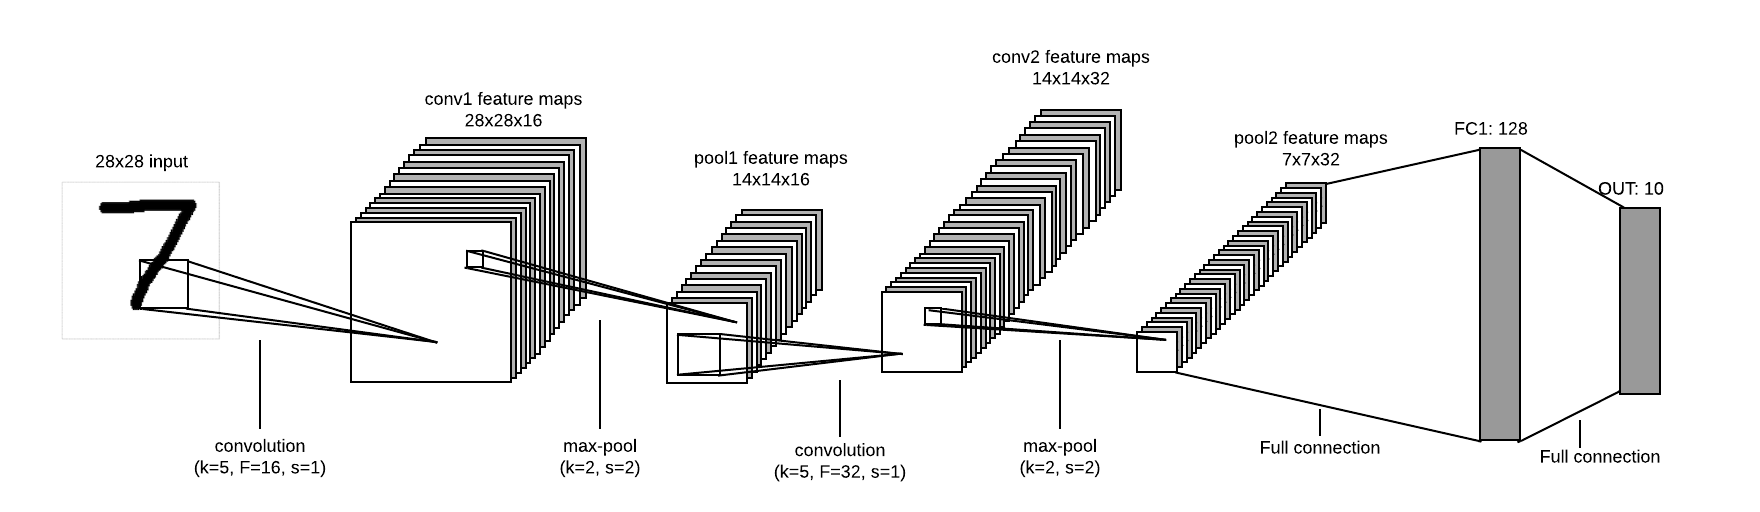 28x28 input
conv1 feature maps
28x28x16
pool1 feature maps
14x14x16
conv2 feature maps
14x14x32
pool2 feature maps
7x7x32
FC1: 128
OUT: 10
7
convolution
(k=5, F=16, s=1)
max-pool
(k=2, s=2)
convolution
(k=5, F=32, s=1)
max-pool
(k=2, s=2)
Full connection
Full connection